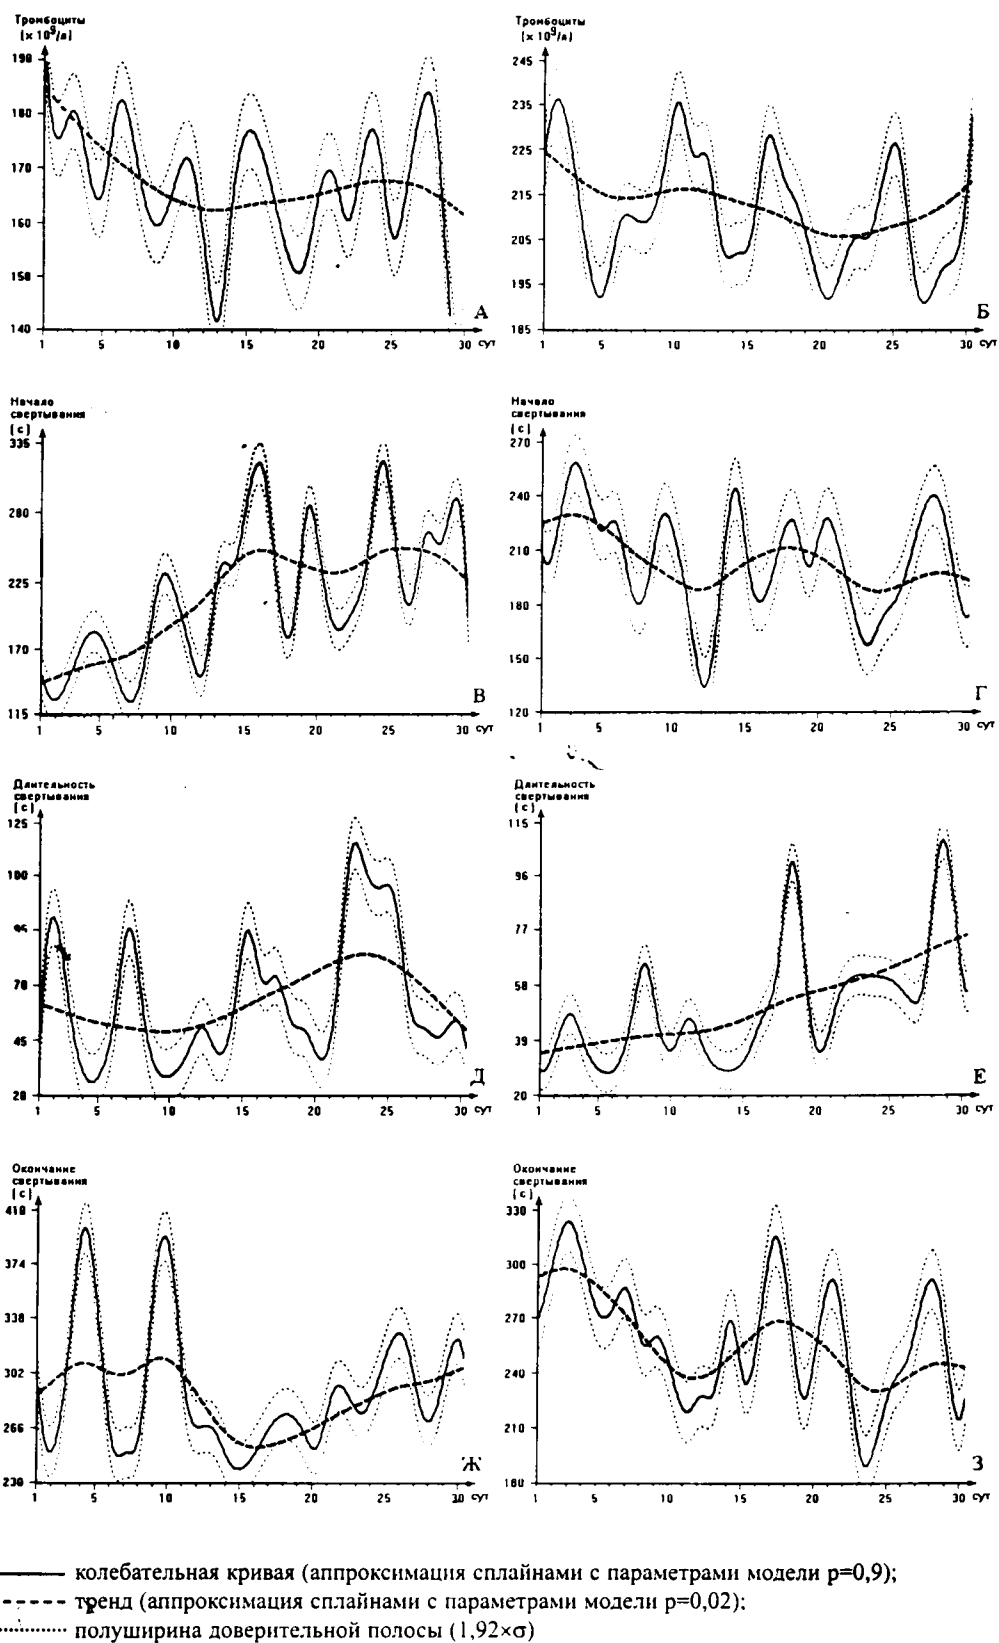 Тромбоциты
(× 10⁹/л)
190
180
170
160
150
140
1 5 10 15 20 25 30 сут
А
Тромбоциты
(× 10⁹/л)
245
235
225
215
205
195
185
1 5 10 15 20 25 30 сут
Б
Начало
свертывания
(с)
335
280
225
170
115
1 5 10 15 20 25 30 сут
В
Начало
свертывания
(с)
270
240
210
180
150
120
1 5 10 15 20 25 30 сут
Г
Длительность
свертывания
(с)
125
100
95
70
45
20
1 5 10 15 20 25 30 сут
Д
Длительность
свертывания
(с)
115
96
77
58
39
20
1 5 10 15 20 25 30 сут
Е
Окончание
свертывания
(с)
410
374
338
302
266
230
1 5 10 15 20 25 30 сут
Ж
Окончание
свертывания
(с)
330
300
270
240
210
180
1 5 10 15 20 25 30 сут
З
колебательная кривая (аппроксимация сплайнами с параметрами модели р=0,9);
тренд (аппроксимация сплайнами с параметрами модели р=0,02);
полуширина доверительной полосы (1,92×σ)